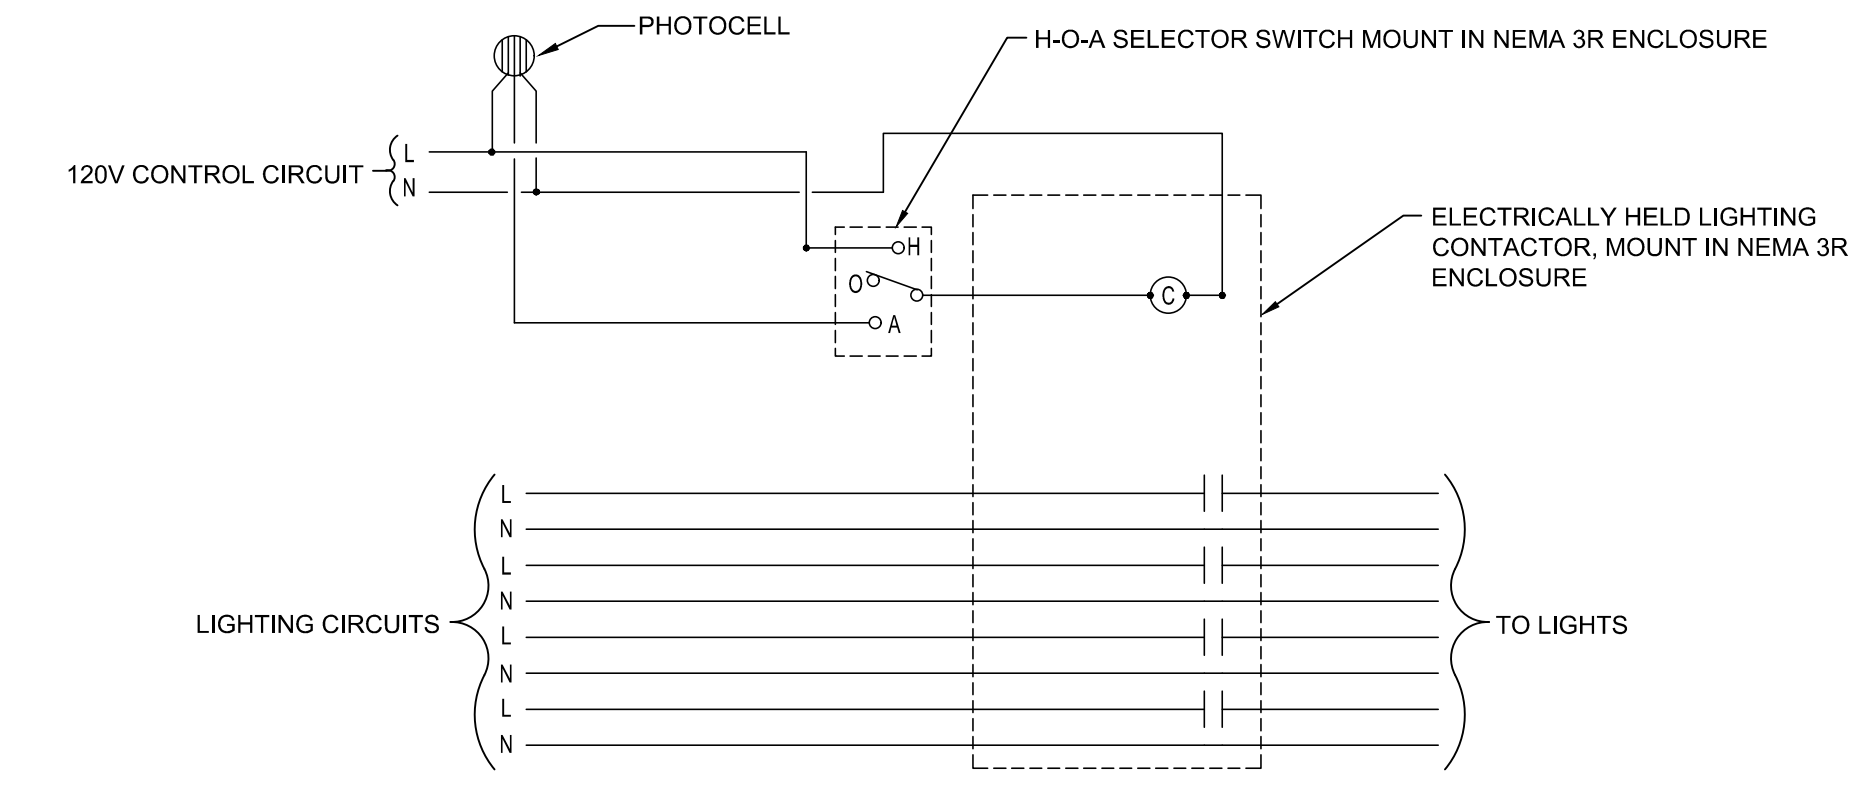 PHOTOCELL
H-O-A SELECTOR SWITCH MOUNT IN NEMA 3R ENCLOSURE
120V CONTROL CIRCUIT
L
N
ELECTRICALLY HELD LIGHTING
CONTACTOR, MOUNT IN NEMA 3R
ENCLOSURE
H
O
A
C
LIGHTING CIRCUITS
L
N
L
N
L
N
L
N
TO LIGHTS